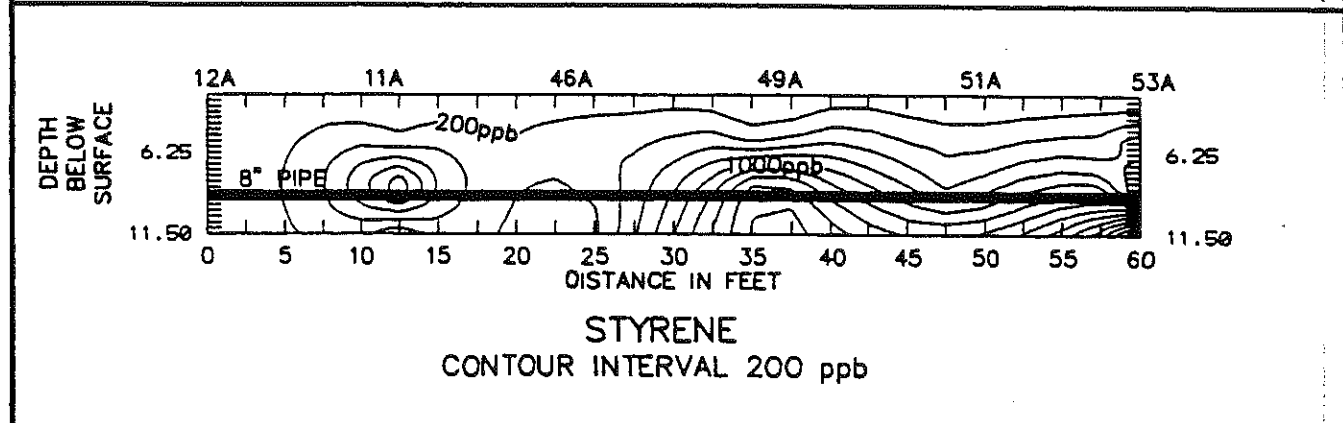 12A 11A 46A 49A 51A 53A
DEPTH
BELOW
SURFACE
200ppb
6.25
1000ppb
6.25
8" PIPE
11.50
11.50
0 5 10 15 20 25 30 35 40 45 50 55 60
DISTANCE IN FEET
STYRENE
CONTOUR INTERVAL 200 ppb